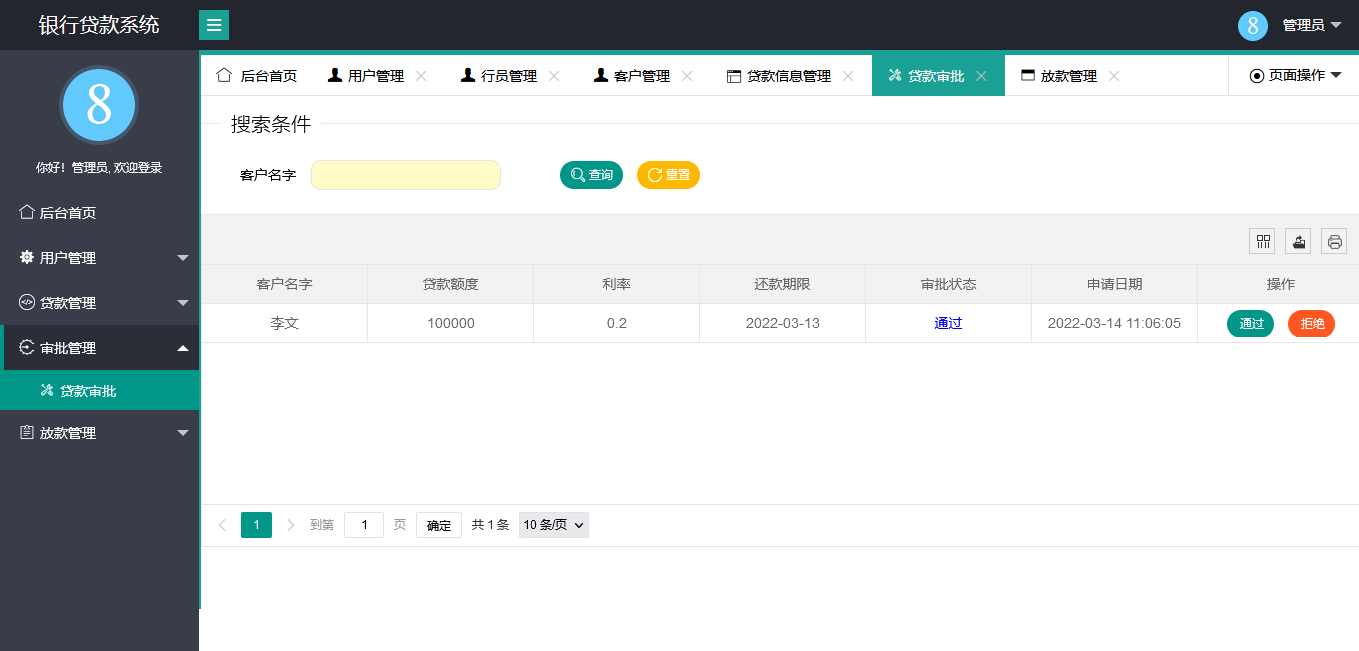 银行贷款系统
8 管理员
8
你好！管理员, 欢迎登录
后台首页
用户管理
贷款管理
审批管理
贷款审批
放款管理
后台首页 用户管理 行员管理 客户管理 贷款信息管理 贷款审批 放款管理 页面操作
搜索条件
客户名字 查询 重置
客户名字 贷款额度 利率 还款期限 审批状态 申请日期 操作
李文 100000 0.2 2022-03-13 通过 2022-03-14 11:06:05 通过 拒绝
1 到第 1 页 确定 共 1 条 10 条/页